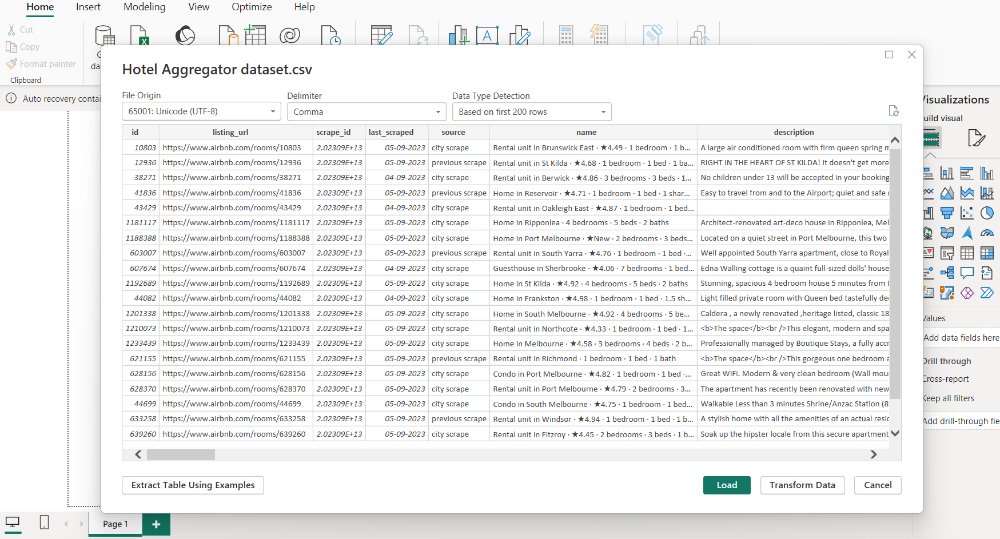 Home Insert Modeling View Optimize Help
Cut
Copy
Format painter
Clipboard
Auto recovery
Hotel Aggregator dataset.csv
File Origin Delimiter Data Type Detection
65001: Unicode (UTF-8) Comma Based on first 200 rows
id listing_url scrape_id last_scraped source name description
10803 https://www.airbnb.com/rooms/10803 2.02309E+13 05-09-2023 city scrape Rental unit in Brunswick East · ★4.49 · 1 bedroom · 1 b... A large air conditioned room with firm queen spring
12936 https://www.airbnb.com/rooms/12936 2.02309E+13 05-09-2023 previous scrape Rental unit in St Kilda · ★4.68 · 1 bedroom · 1 bed · 1 ba... RIGHT IN THE HEART OF ST KILDA! It doesn't get more
38271 https://www.airbnb.com/rooms/38271 2.02309E+13 04-09-2023 city scrape Rental unit in Berwick · ★4.86 · 3 bedrooms · 3 beds · 1... No children under 13 will be accepted in your booking
41836 https://www.airbnb.com/rooms/41836 2.02309E+13 05-09-2023 previous scrape Home in Reservoir · ★4.71 · 1 bedroom · 1 bed · 1 shar... Easy to travel from and to the Airport; quiet and safe
43429 https://www.airbnb.com/rooms/43429 2.02309E+13 04-09-2023 city scrape Rental unit in Oakleigh East · ★4.87 · 1 bedroom · 1 bed...
1181117 https://www.airbnb.com/rooms/1181117 2.02309E+13 05-09-2023 city scrape Home in Ripponlea · 4 bedrooms · 5 beds · 2 baths Architect-renovated art-deco house in Ripponlea, Mel
1188388 https://www.airbnb.com/rooms/1188388 2.02309E+13 05-09-2023 city scrape Home in Port Melbourne · ★New · 2 bedrooms · 3 beds... Located on a quiet street in Port Melbourne, this two
603007 https://www.airbnb.com/rooms/603007 2.02309E+13 05-09-2023 previous scrape Rental unit in South Yarra · ★4.76 · 1 bedroom · 1 bed ·... Well appointed South Yarra apartment, close to Royal
607674 https://www.airbnb.com/rooms/607674 2.02309E+13 04-09-2023 city scrape Guesthouse in Sherbrooke · ★4.06 · 7 bedrooms · 1 bed... Edna Walling cottage is a quaint full-sized dolls' house
1192689 https://www.airbnb.com/rooms/1192689 2.02309E+13 05-09-2023 city scrape Home in St Kilda · ★4.92 · 4 bedrooms · 5 beds · 2 baths Stunning, spacious 4 bedroom house 5 minutes from
44082 https://www.airbnb.com/rooms/44082 2.02309E+13 04-09-2023 city scrape Home in Frankston · ★4.98 · 1 bedroom · 1 bed · 1.5 sh... Light filled private room with Queen bed tastefully de
1201338 https://www.airbnb.com/rooms/1201338 2.02309E+13 05-09-2023 city scrape Home in South Melbourne · ★4.92 · 4 bedrooms · 5 be... Caldera , a newly renovated ,heritage listed, classic 18
1210073 https://www.airbnb.com/rooms/1210073 2.02309E+13 05-09-2023 city scrape Rental unit in Northcote · ★4.33 · 1 bedroom · 1 bed · 1... <b>The space</b><br />This elegant, modern and spa
1233439 https://www.airbnb.com/rooms/1233439 2.02309E+13 05-09-2023 city scrape Home in Melbourne · ★4.58 · 3 bedrooms · 4 beds · 2 b... Professionally managed by Boutique Stays, a fully accr
621155 https://www.airbnb.com/rooms/621155 2.02309E+13 05-09-2023 previous scrape Rental unit in Richmond · 1 bedroom · 1 bed · 1 bath <b>The space</b><br />This gorgeous one bedroom a
628156 https://www.airbnb.com/rooms/628156 2.02309E+13 05-09-2023 city scrape Condo in Port Melbourne · ★4.82 · 1 bedroom · 1 bed ·... Great WiFi. Modern & very clean bedroom (Wall mou
628370 https://www.airbnb.com/rooms/628370 2.02309E+13 05-09-2023 city scrape Rental unit in Port Melbourne · ★4.79 · 2 bedrooms · 3... The apartment has recently been renovated with new
44699 https://www.airbnb.com/rooms/44699 2.02309E+13 05-09-2023 city scrape Condo in South Melbourne · ★4.75 · 1 bedroom · 1 bed... Walkable Less than 3 minutes Shrine/Anzac Station (8
633258 https://www.airbnb.com/rooms/633258 2.02309E+13 05-09-2023 previous scrape Rental unit in Windsor · ★4.94 · 1 bedroom · 1 bed · 1 b... A stylish home with all the amenities of an actual resid
639260 https://www.airbnb.com/rooms/639260 2.02309E+13 05-09-2023 city scrape Rental unit in Fitzroy · ★4.45 · 2 bedrooms · 3 beds · 1 b... Soak up the hipster locale from this secure apartment
Extract Table Using Examples Load Transform Data Cancel
Visualizations
uild visual
Values
Add data fields here
Drill through
Cross-report
Keep all filters
Add drill-through fie
Page 1